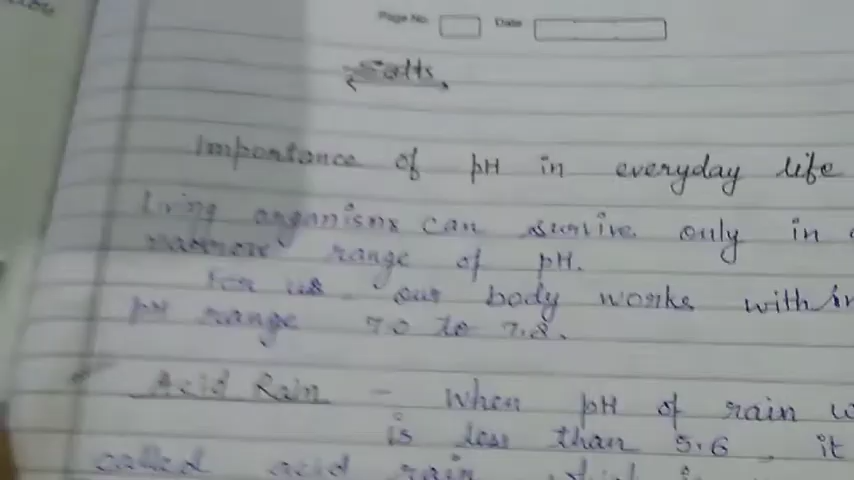 Page No. Date
Salts.
Importance of pH in everyday life
Living organisms can survive only in
narrow range of pH.
For us our body works within
pH range 7.0 to 7.8.
Acid Rain - When pH of rain
is less than 5.6, it
called acid rain